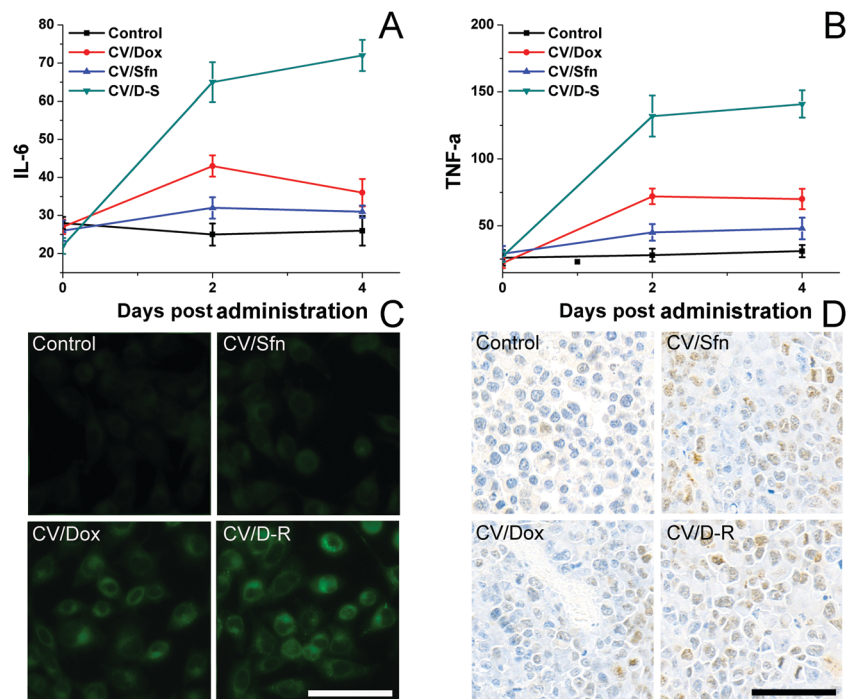 A
IL-6
80
70
60
50
40
30
20
Control
CV/Dox
CV/Sfn
CV/D-S
0
2
4
Days post administration
B
TNF-a
200
150
100
50
Control
CV/Dox
CV/Sfn
CV/D-S
0
2
4
Days post administration
C
Control
CV/Sfn
CV/Dox
CV/D-R
D
Control
CV/Sfn
CV/Dox
CV/D-R